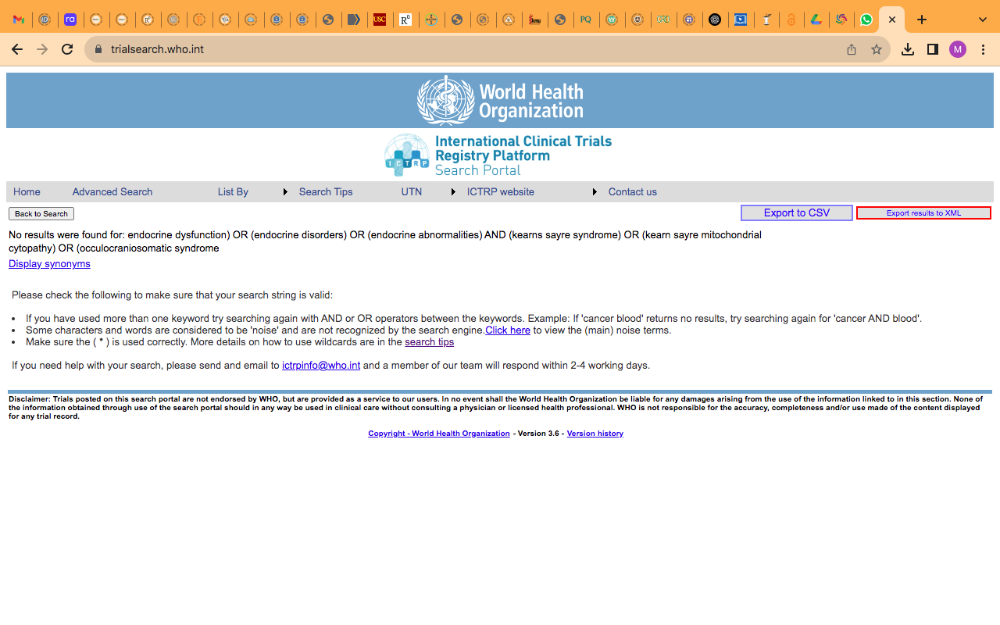 ra
USC
RG
PQ
CRD
trialsearch.who.int
M
World Health
Organization
International Clinical Trials
Registry Platform
Search Portal
ICTRP
Home Advanced Search List By Search Tips UTN ICTRP website Contact us
Back to Search Export to CSV Export results to XML
No results were found for: endocrine dysfunction) OR (endocrine disorders) OR (endocrine abnormalities) AND (kearns sayre syndrome) OR (kearn sayre mitochondrial
cytopathy) OR (occulocraniosomatic syndrome
Display synonyms
Please check the following to make sure that your search string is valid:
• If you have used more than one keyword try searching again with AND or OR operators between the keywords. Example: If 'cancer blood' returns no results, try searching again for 'cancer AND blood'.
• Some characters and words are considered to be 'noise' and are not recognized by the search engine.Click here to view the (main) noise terms.
• Make sure the ( * ) is used correctly. More details on how to use wildcards are in the search tips
If you need help with your search, please send and email to ictrpinfo@who.int and a member of our team will respond within 2-4 working days.
Disclaimer: Trials posted on this search portal are not endorsed by WHO, but are provided as a service to our users. In no event shall the World Health Organization be liable for any damages arising from the use of the information linked to in this section. None of
the information obtained through use of the search portal should in any way be used in clinical care without consulting a physician or licensed health professional. WHO is not responsible for the accuracy, completeness and/or use made of the content displayed
for any trial record.
Copyright - World Health Organization - Version 3.6 - Version history